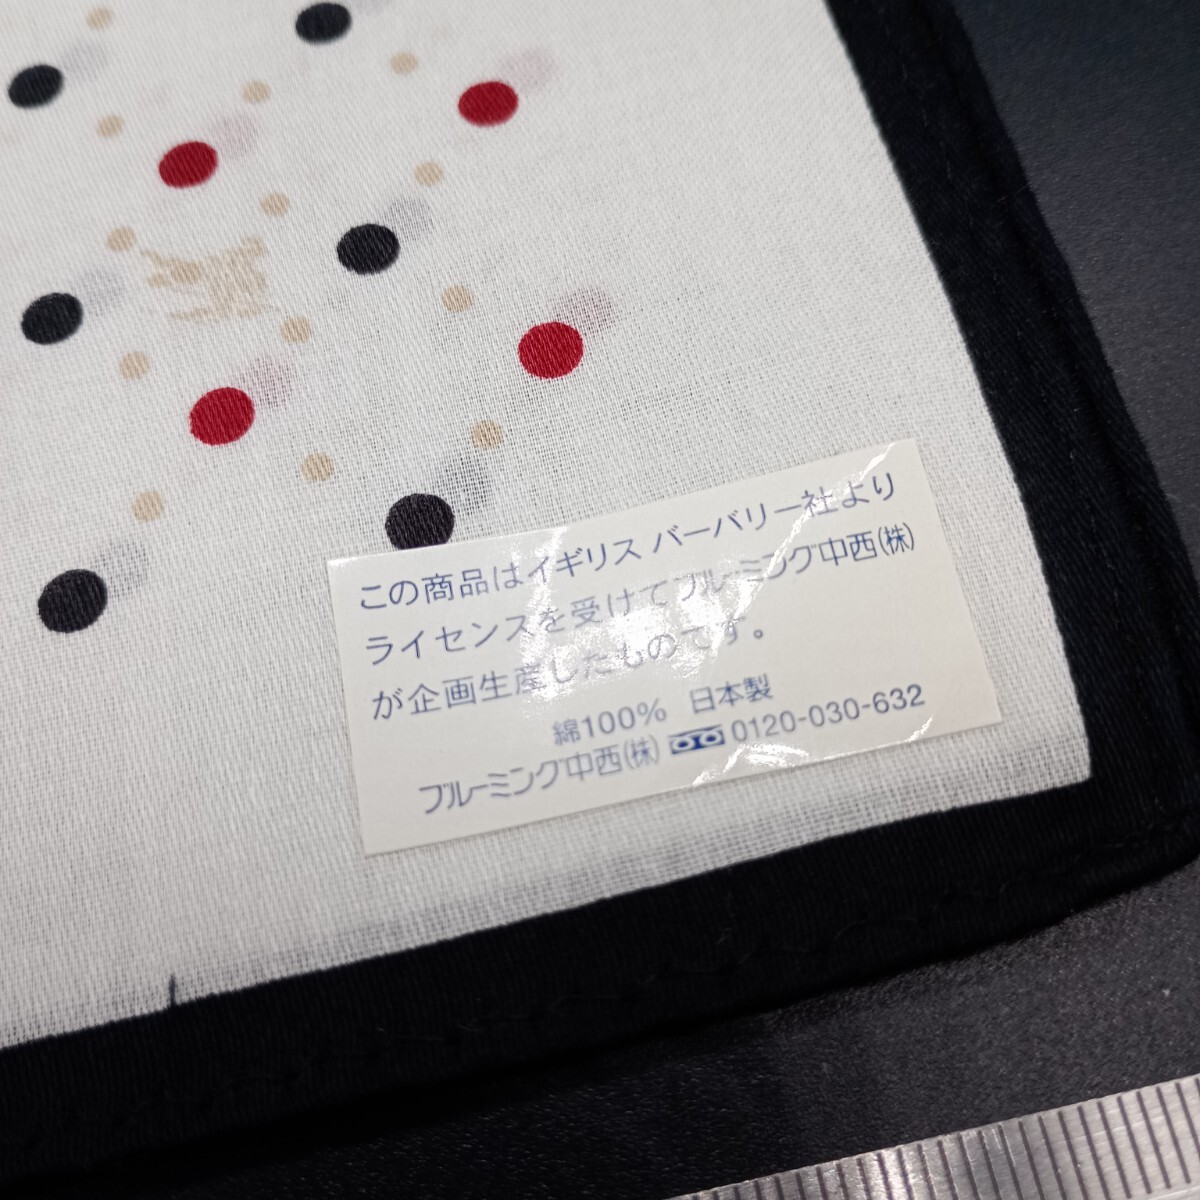 この商品はイギリス バーバリー社より
ライセンスを受けてブルーミング中西(株)
が企画生産したものです。
綿100% 日本製
ブルーミング中西(株) 0120-030-632